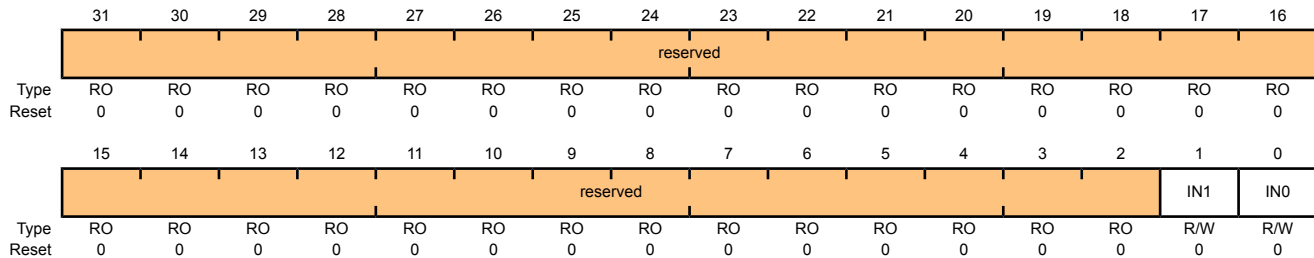 31 30 29 28 27 26 25 24 23 22 21 20 19 18 17 16
reserved
Type RO RO RO RO RO RO RO RO RO RO RO RO RO RO RO RO
Reset 0 0 0 0 0 0 0 0 0 0 0 0 0 0 0 0
15 14 13 12 11 10 9 8 7 6 5 4 3 2 1 0
reserved IN1 IN0
Type RO RO RO RO RO RO RO RO RO RO RO RO RO RO R/W R/W
Reset 0 0 0 0 0 0 0 0 0 0 0 0 0 0 0 0